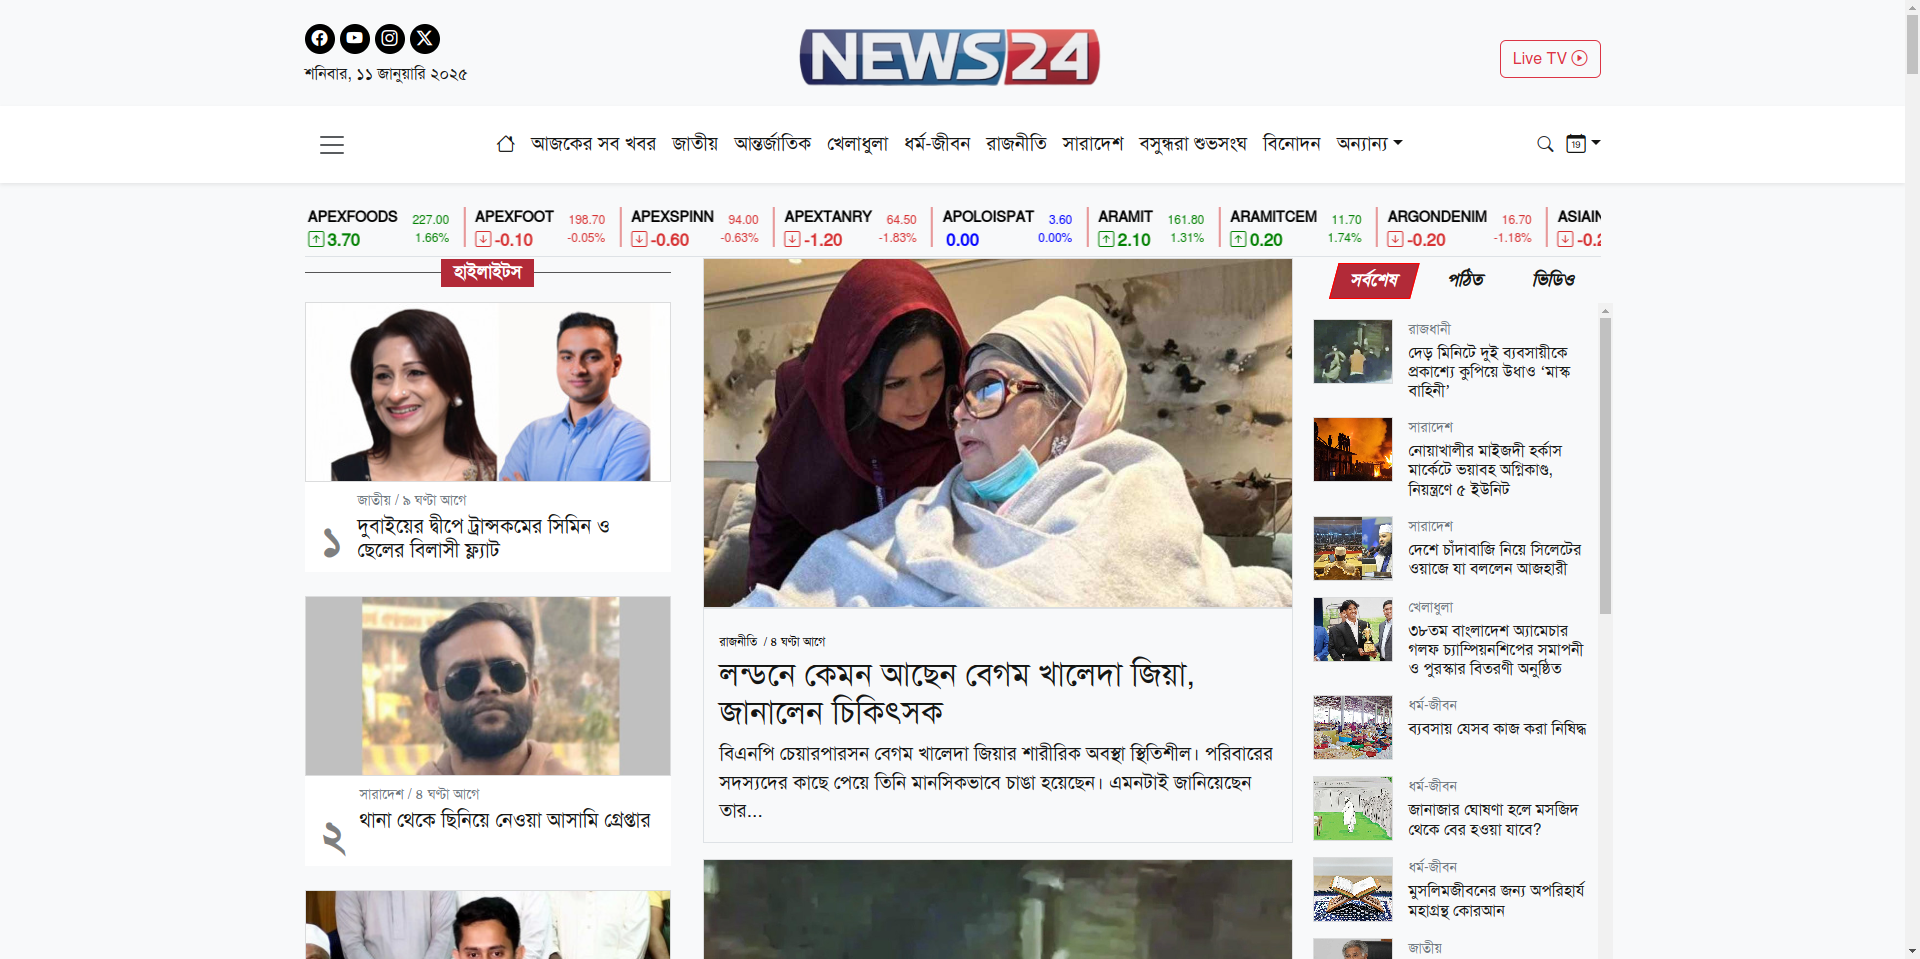 শনিবার, ১১ জানুয়ারি ২০২৫
NEWS24
Live TV
আজকের সব খবর জাতীয় আন্তর্জাতিক খেলাধুলা ধর্ম-জীবন রাজনীতি সারাদেশ বসুন্ধরা শুভসংঘ বিনোদন অন্যান্য
19
APEXFOODS 227.00 APEXFOOT 198.70 APEXSPINN 94.00 APEXTANRY 64.50 APOLOISPAT 3.60 ARAMIT 161.80 ARAMITCEM 11.70 ARGONDENIM 16.70 ASIAIN
3.70 1.66% -0.10 -0.05% -0.60 -0.63% -1.20 -1.83% 0.00 0.00% 2.10 1.31% 0.20 1.74% -0.20 -1.18% -0.2
হাইলাইটস
জাতীয় / ৯ ঘণ্টা আগে
১
দুবাইয়ের দ্বীপে ট্রান্সকমের সিমিন ও
ছেলের বিলাসী ফ্ল্যাট
সারাদেশ / ৪ ঘণ্টা আগে
২
থানা থেকে ছিনিয়ে নেওয়া আসামি গ্রেপ্তার
রাজনীতি / ৪ ঘণ্টা আগে
লন্ডনে কেমন আছেন বেগম খালেদা জিয়া,
জানালেন চিকিৎসক
বিএনপি চেয়ারপারসন বেগম খালেদা জিয়ার শারীরিক অবস্থা স্থিতিশীল। পরিবারের
সদস্যদের কাছে পেয়ে তিনি মানসিকভাবে চাঙা হয়েছেন। এমনটাই জানিয়েছেন
তার...
সর্বশেষ পঠিত ভিডিও
রাজধানী
দেড় মিনিটে দুই ব্যবসায়ীকে
প্রকাশ্যে কুপিয়ে উধাও ‘মাস্ক
বাহিনী’
সারাদেশ
নোয়াখালীর মাইজদী হর্কাস
মার্কেটে ভয়াবহ অগ্নিকাণ্ড,
নিয়ন্ত্রণে ৫ ইউনিট
সারাদেশ
দেশে চাঁদাবাজি নিয়ে সিলেটের
ওয়াজে যা বললেন আজহারী
খেলাধুলা
৩৮তম বাংলাদেশ অ্যামেচার
গলফ চ্যাম্পিয়নশিপের সমাপনী
ও পুরস্কার বিতরণী অনুষ্ঠিত
ধর্ম-জীবন
ব্যবসায় যেসব কাজ করা নিষিদ্ধ
ধর্ম-জীবন
জানাজার ঘোষণা হলে মসজিদ
থেকে বের হওয়া যাবে?
ধর্ম-জীবন
মুসলিমজীবনের জন্য অপরিহার্য
মহাগ্রন্থ কোরআন
জাতীয়